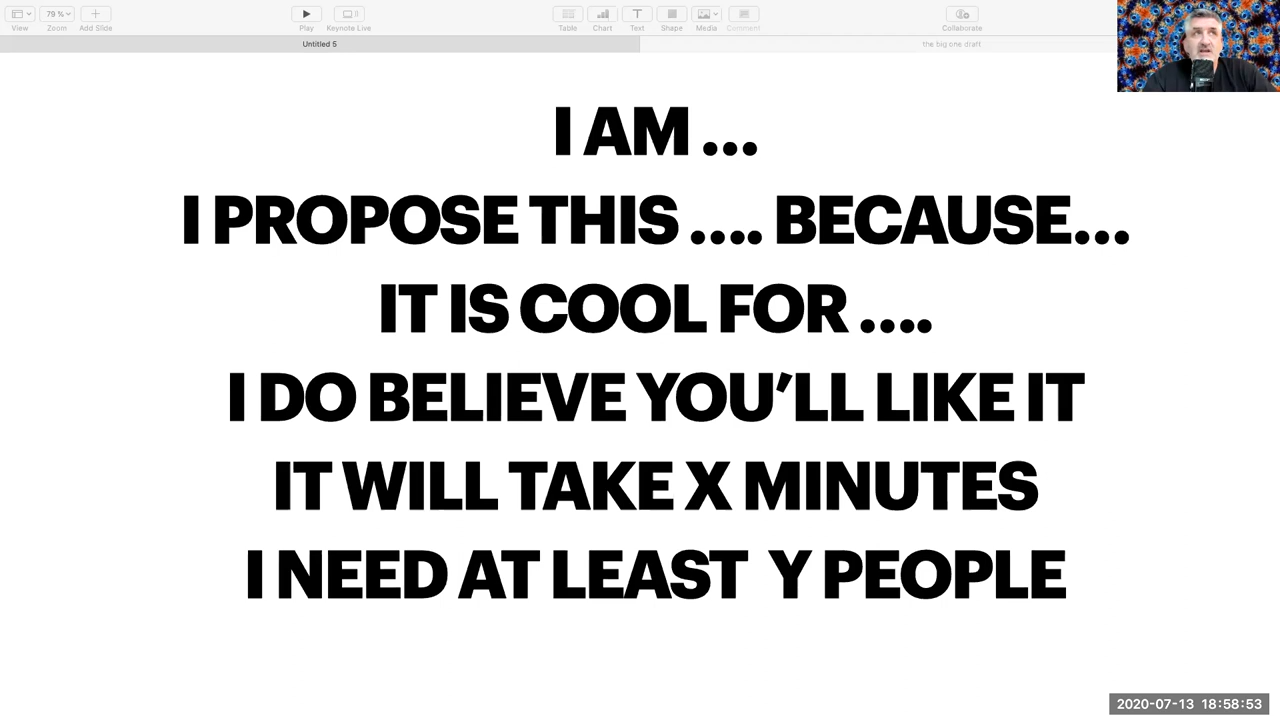 View
79 %
Zoom
Add Slide
Play
Keynote Live
Table
Chart
Text
Shape
Media
Comment
Collaborate
Untitled 5
the big one draft
I AM ...
I PROPOSE THIS .... BECAUSE...
IT IS COOL FOR ....
I DO BELIEVE YOU’LL LIKE IT
IT WILL TAKE X MINUTES
I NEED AT LEAST Y PEOPLE
2020-07-13 18:58:53